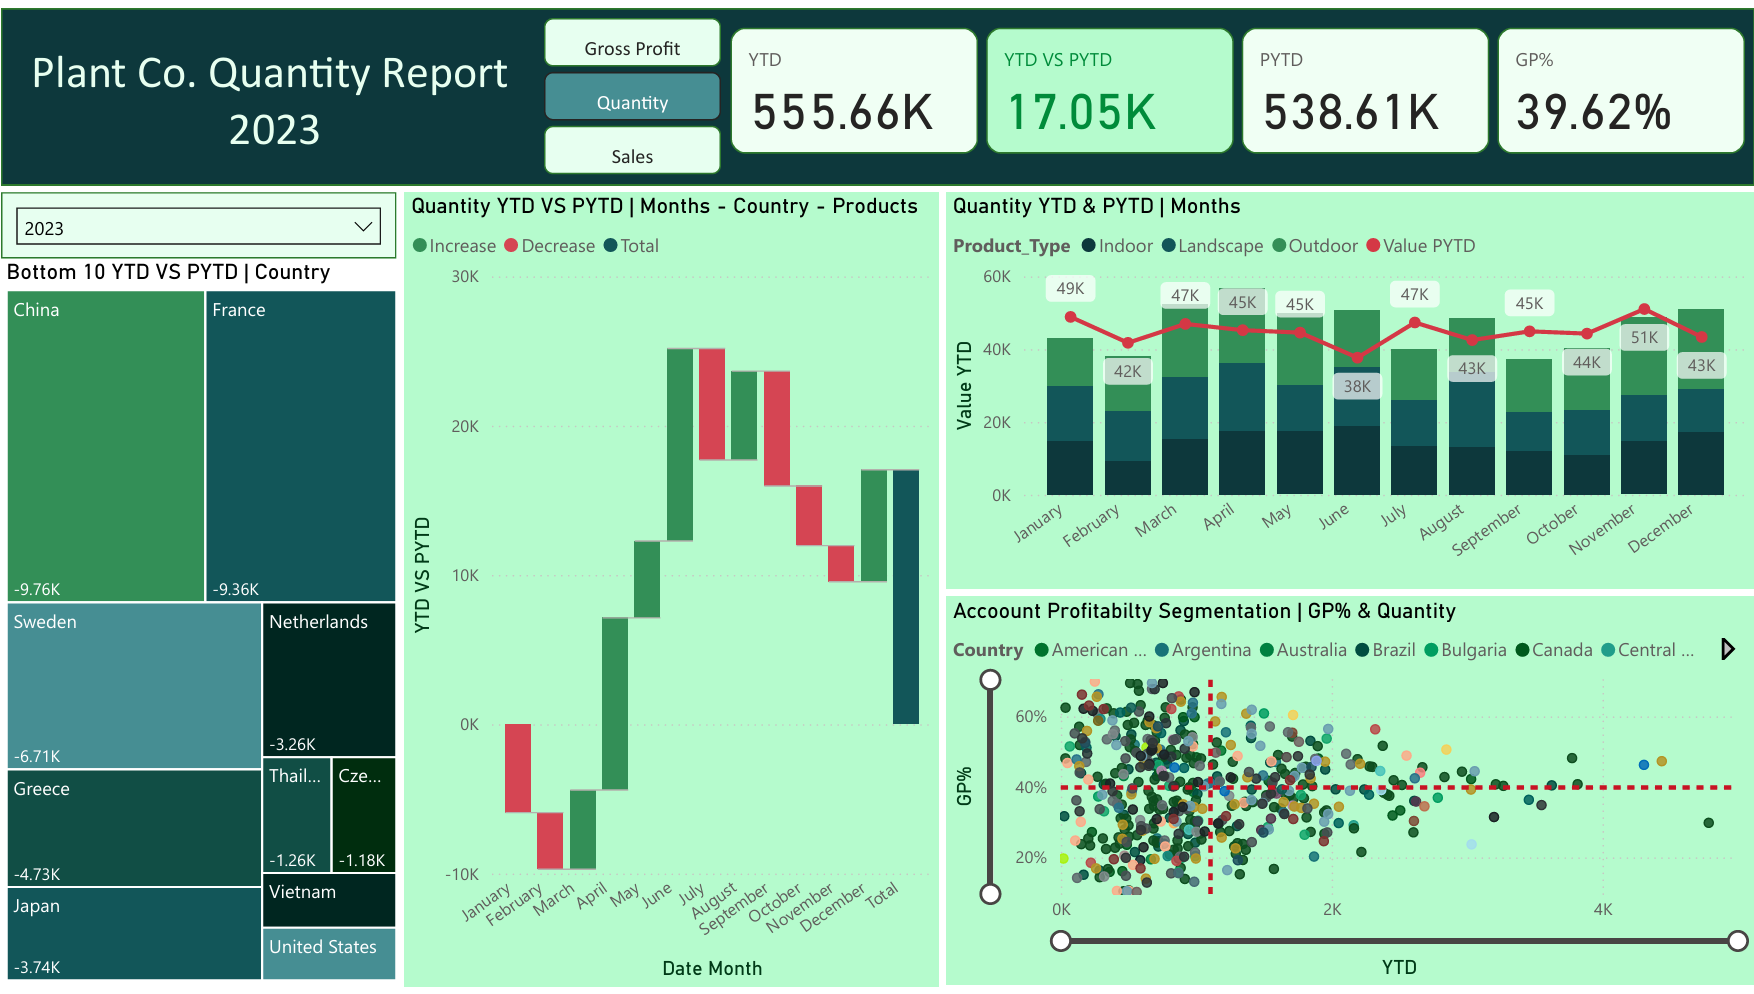 Plant Co. Quantity Report
2023
Gross Profit
Quantity
Sales
YTD
555.66K
YTD VS PYTD
17.05K
PYTD
538.61K
GP%
39.62%
2023
Bottom 10 YTD VS PYTD | Country
China
-9.76K
France
-9.36K
Sweden
-6.71K
Netherlands
-3.26K
Greece
-4.73K
Thail...
-1.26K
Cze...
-1.18K
Japan
-3.74K
Vietnam
United States
Quantity YTD VS PYTD | Months - Country - Products
Increase Decrease Total
YTD VS PYTD
30K
20K
10K
0K
-10K
January February March April May June July August September October November December Total
Date Month
Quantity YTD & PYTD | Months
Product_Type Indoor Landscape Outdoor Value PYTD
Value YTD
60K
40K
20K
0K
49K
42K
47K
45K
45K
38K
47K
43K
45K
44K
51K
43K
January February March April May June July August September October November December
Accoount Profitabilty Segmentation | GP% & Quantity
Country American ... Argentina Australia Brazil Bulgaria Canada Central ...
GP%
60%
40%
20%
0K 2K 4K
YTD